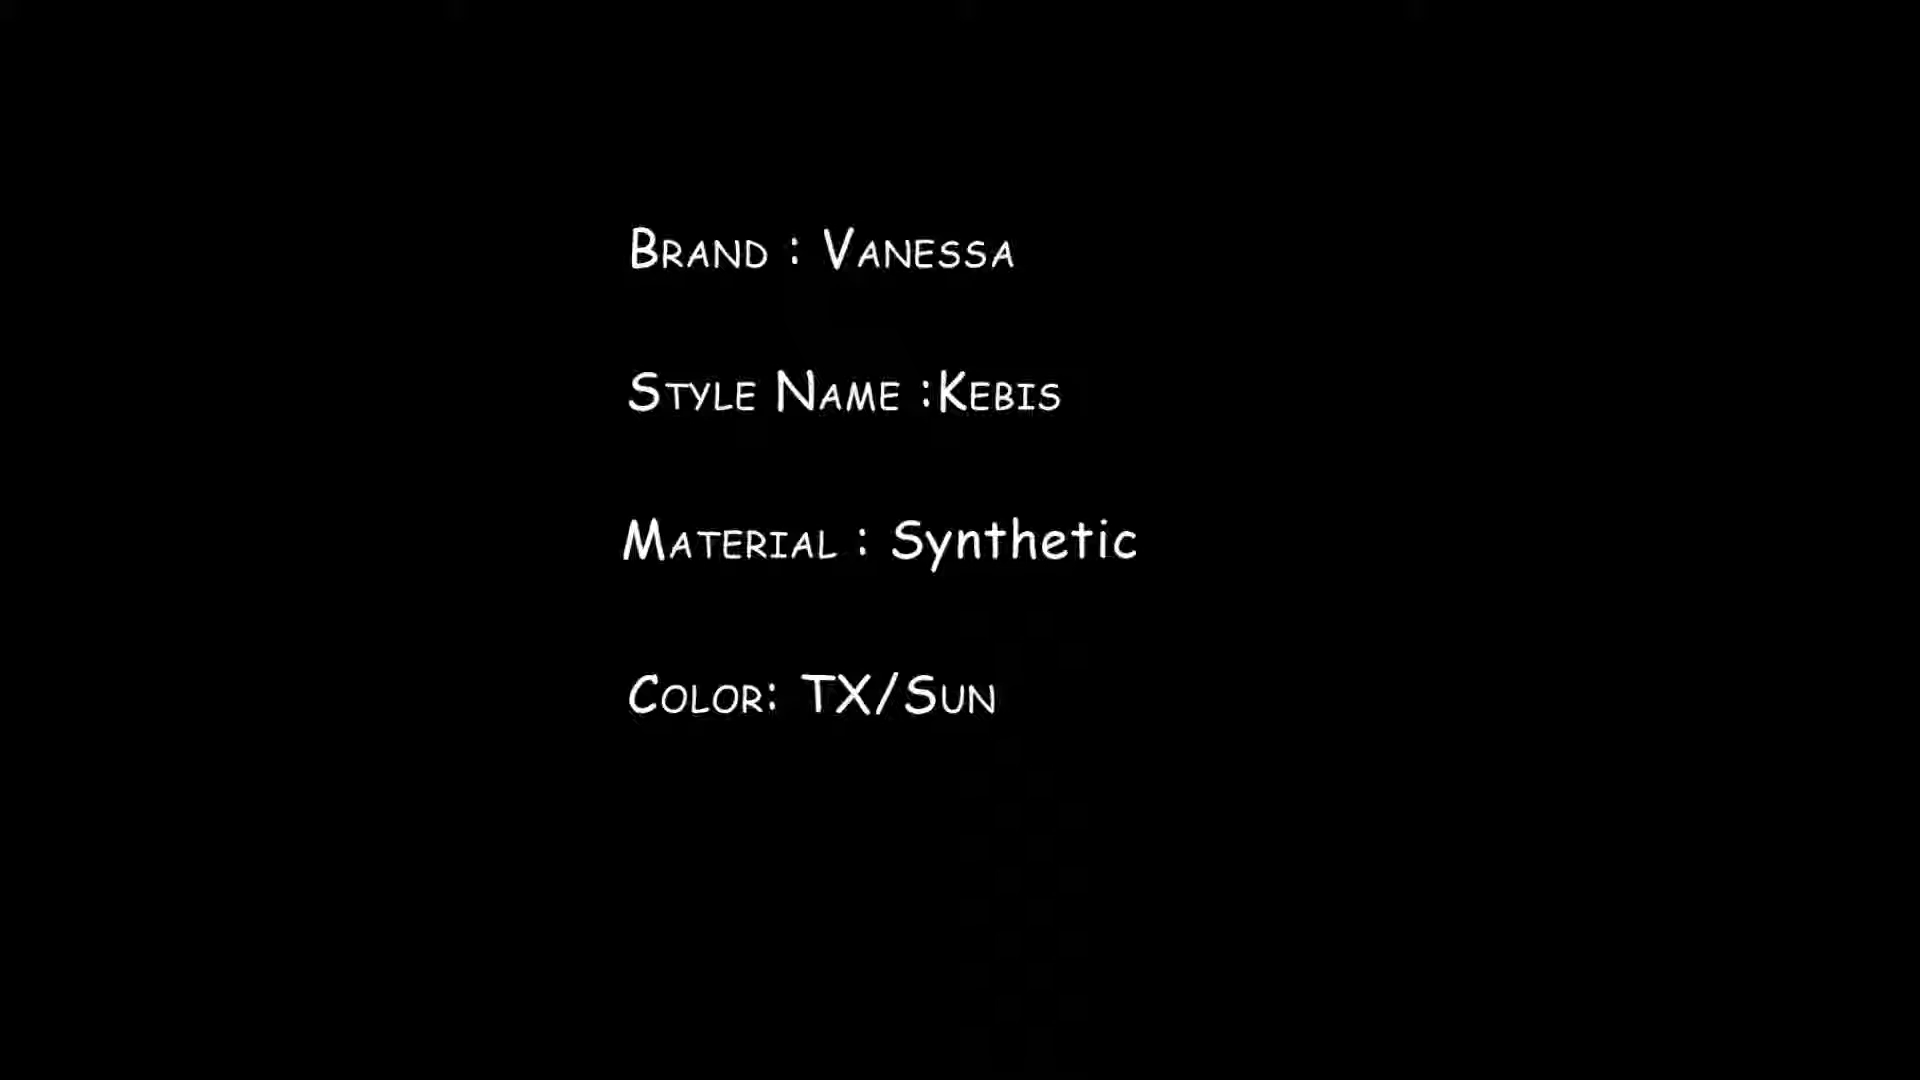 Brand : Vanessa
Style Name :Kebis
Material : Synthetic
Color: TX/Sun